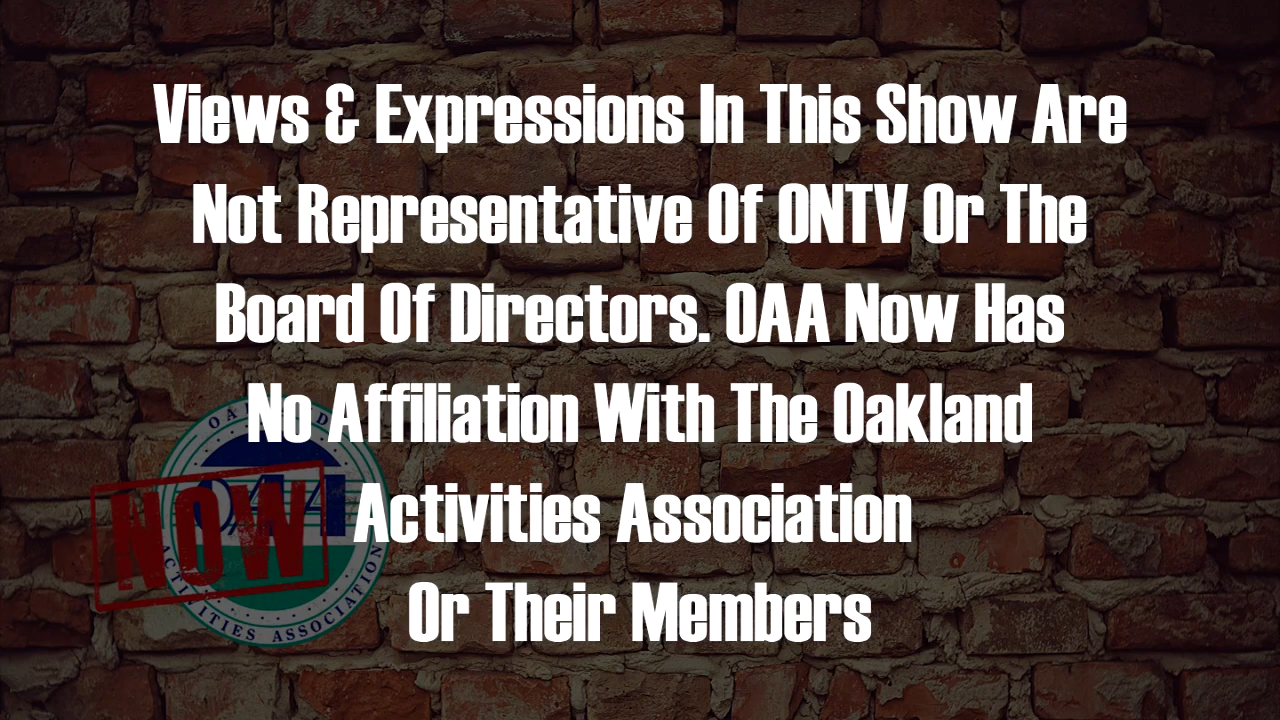 Views & Expressions In This Show Are
Not Representative Of ONTV Or The
Board Of Directors. OAA Now Has
No Affiliation With The Oakland
Activities Association
Or Their Members
OAA
NOW
ACTIVITIES ASSOCIATION